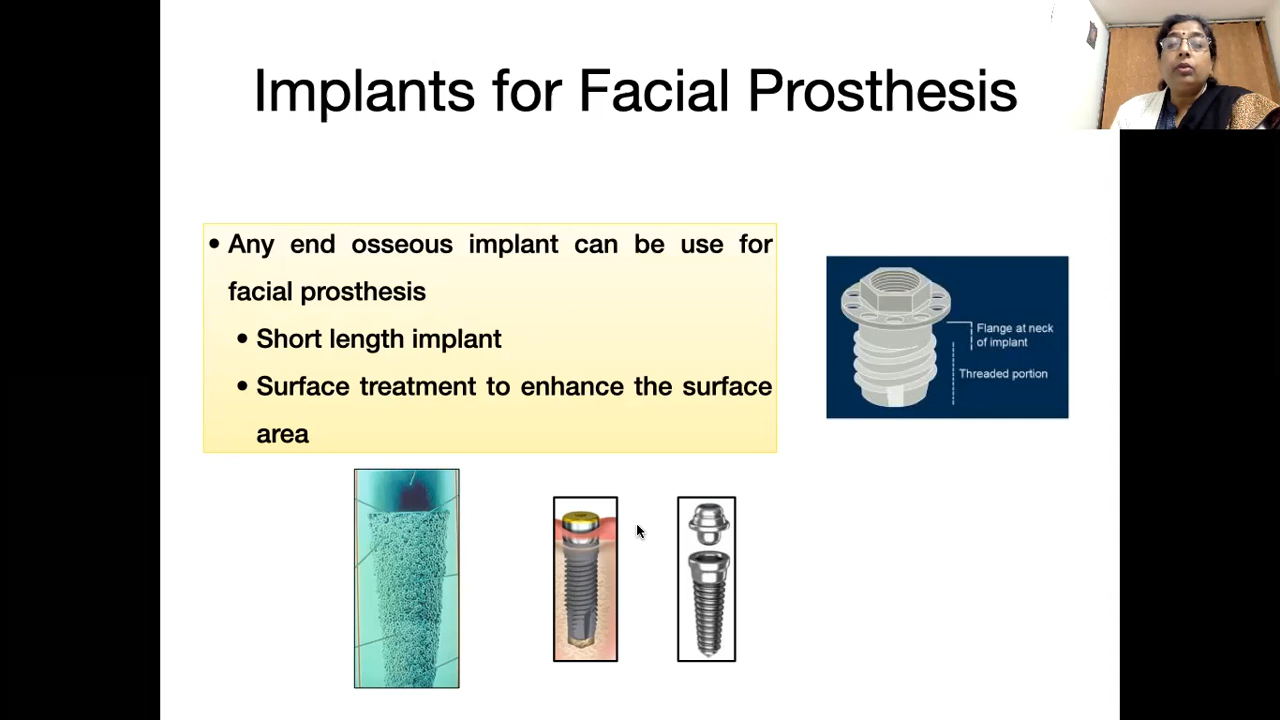 Implants for Facial Prosthesis
• Any end osseous implant can be use for
facial prosthesis
• Short length implant
• Surface treatment to enhance the surface
area
Flange at neck
of implant
Threaded portion